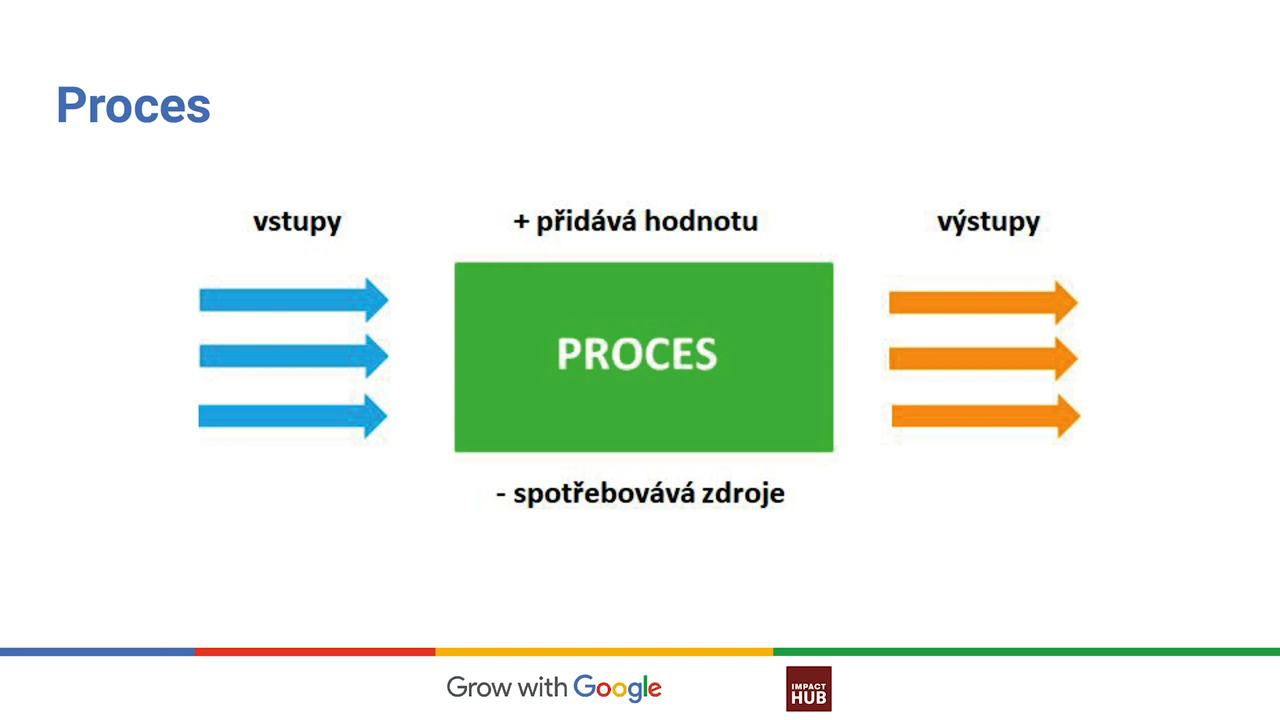 Proces
vstupy
+ přidává hodnotu
výstupy
PROCES
- spotřebovává zdroje
Grow with Google
IMPACT
HUB